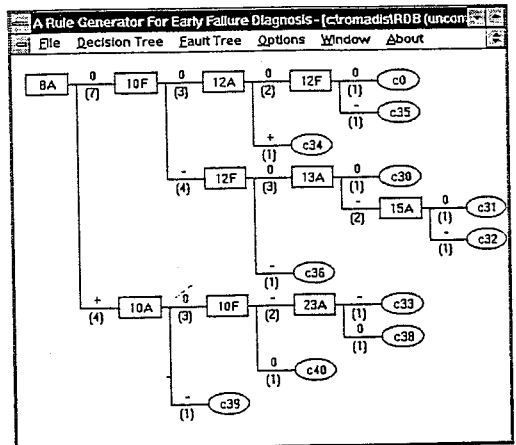 A Rule Generator For Early Failure Diagnosis - [c:\romadis\RDB (uncon
File Decision Tree Fault Tree Options Window About
8A 0 (7) 10F 0 (3) 12A 0 (2) 12F 0 (1) c0
- (1) c35
+ (1) c34
- (4) 12F 0 (3) 13A 0 (1) c30
- (2) 15A 0 (1) c31
- (1) c32
- (1) c36
+ (4) 10A 0 (3) 10F - (2) 23A - (1) c33
0 (1) c38
0 (1) c40
- (1) c39